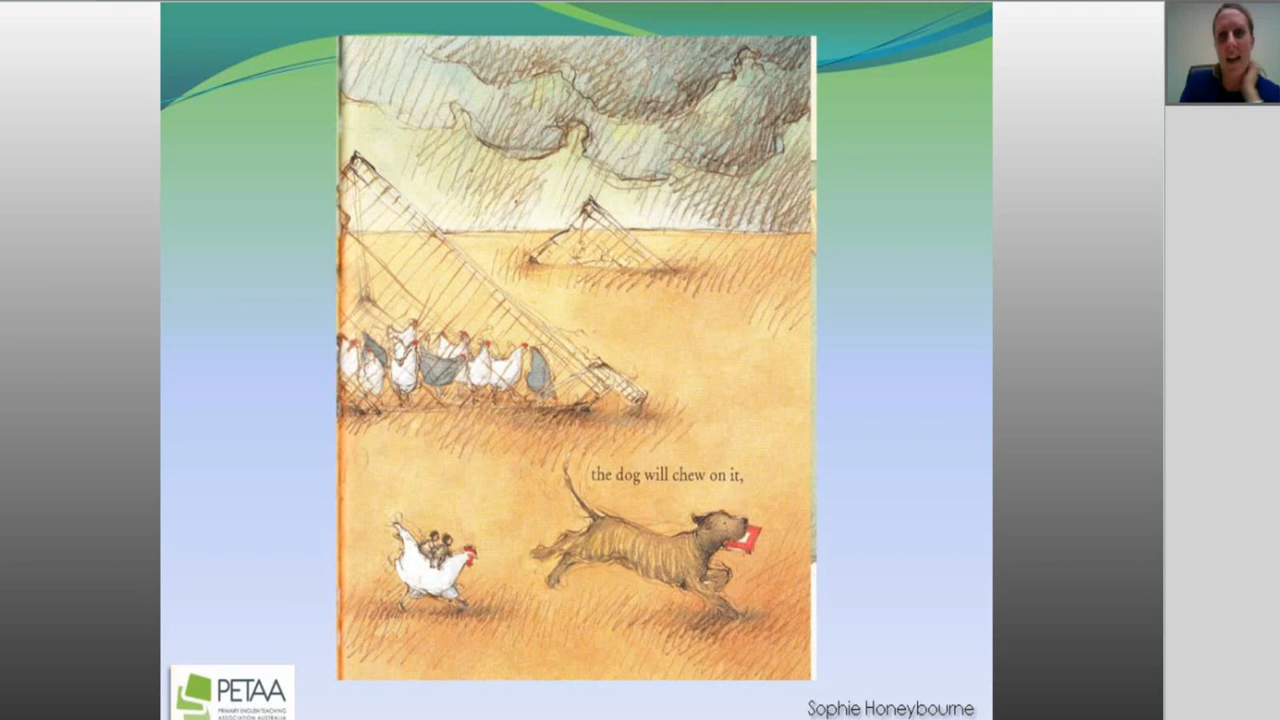 the dog will chew on it,
PETAA
PRIMARY ENGLISH TEACHING
ASSOCIATION AUSTRALIA
Sophie Honeybourne